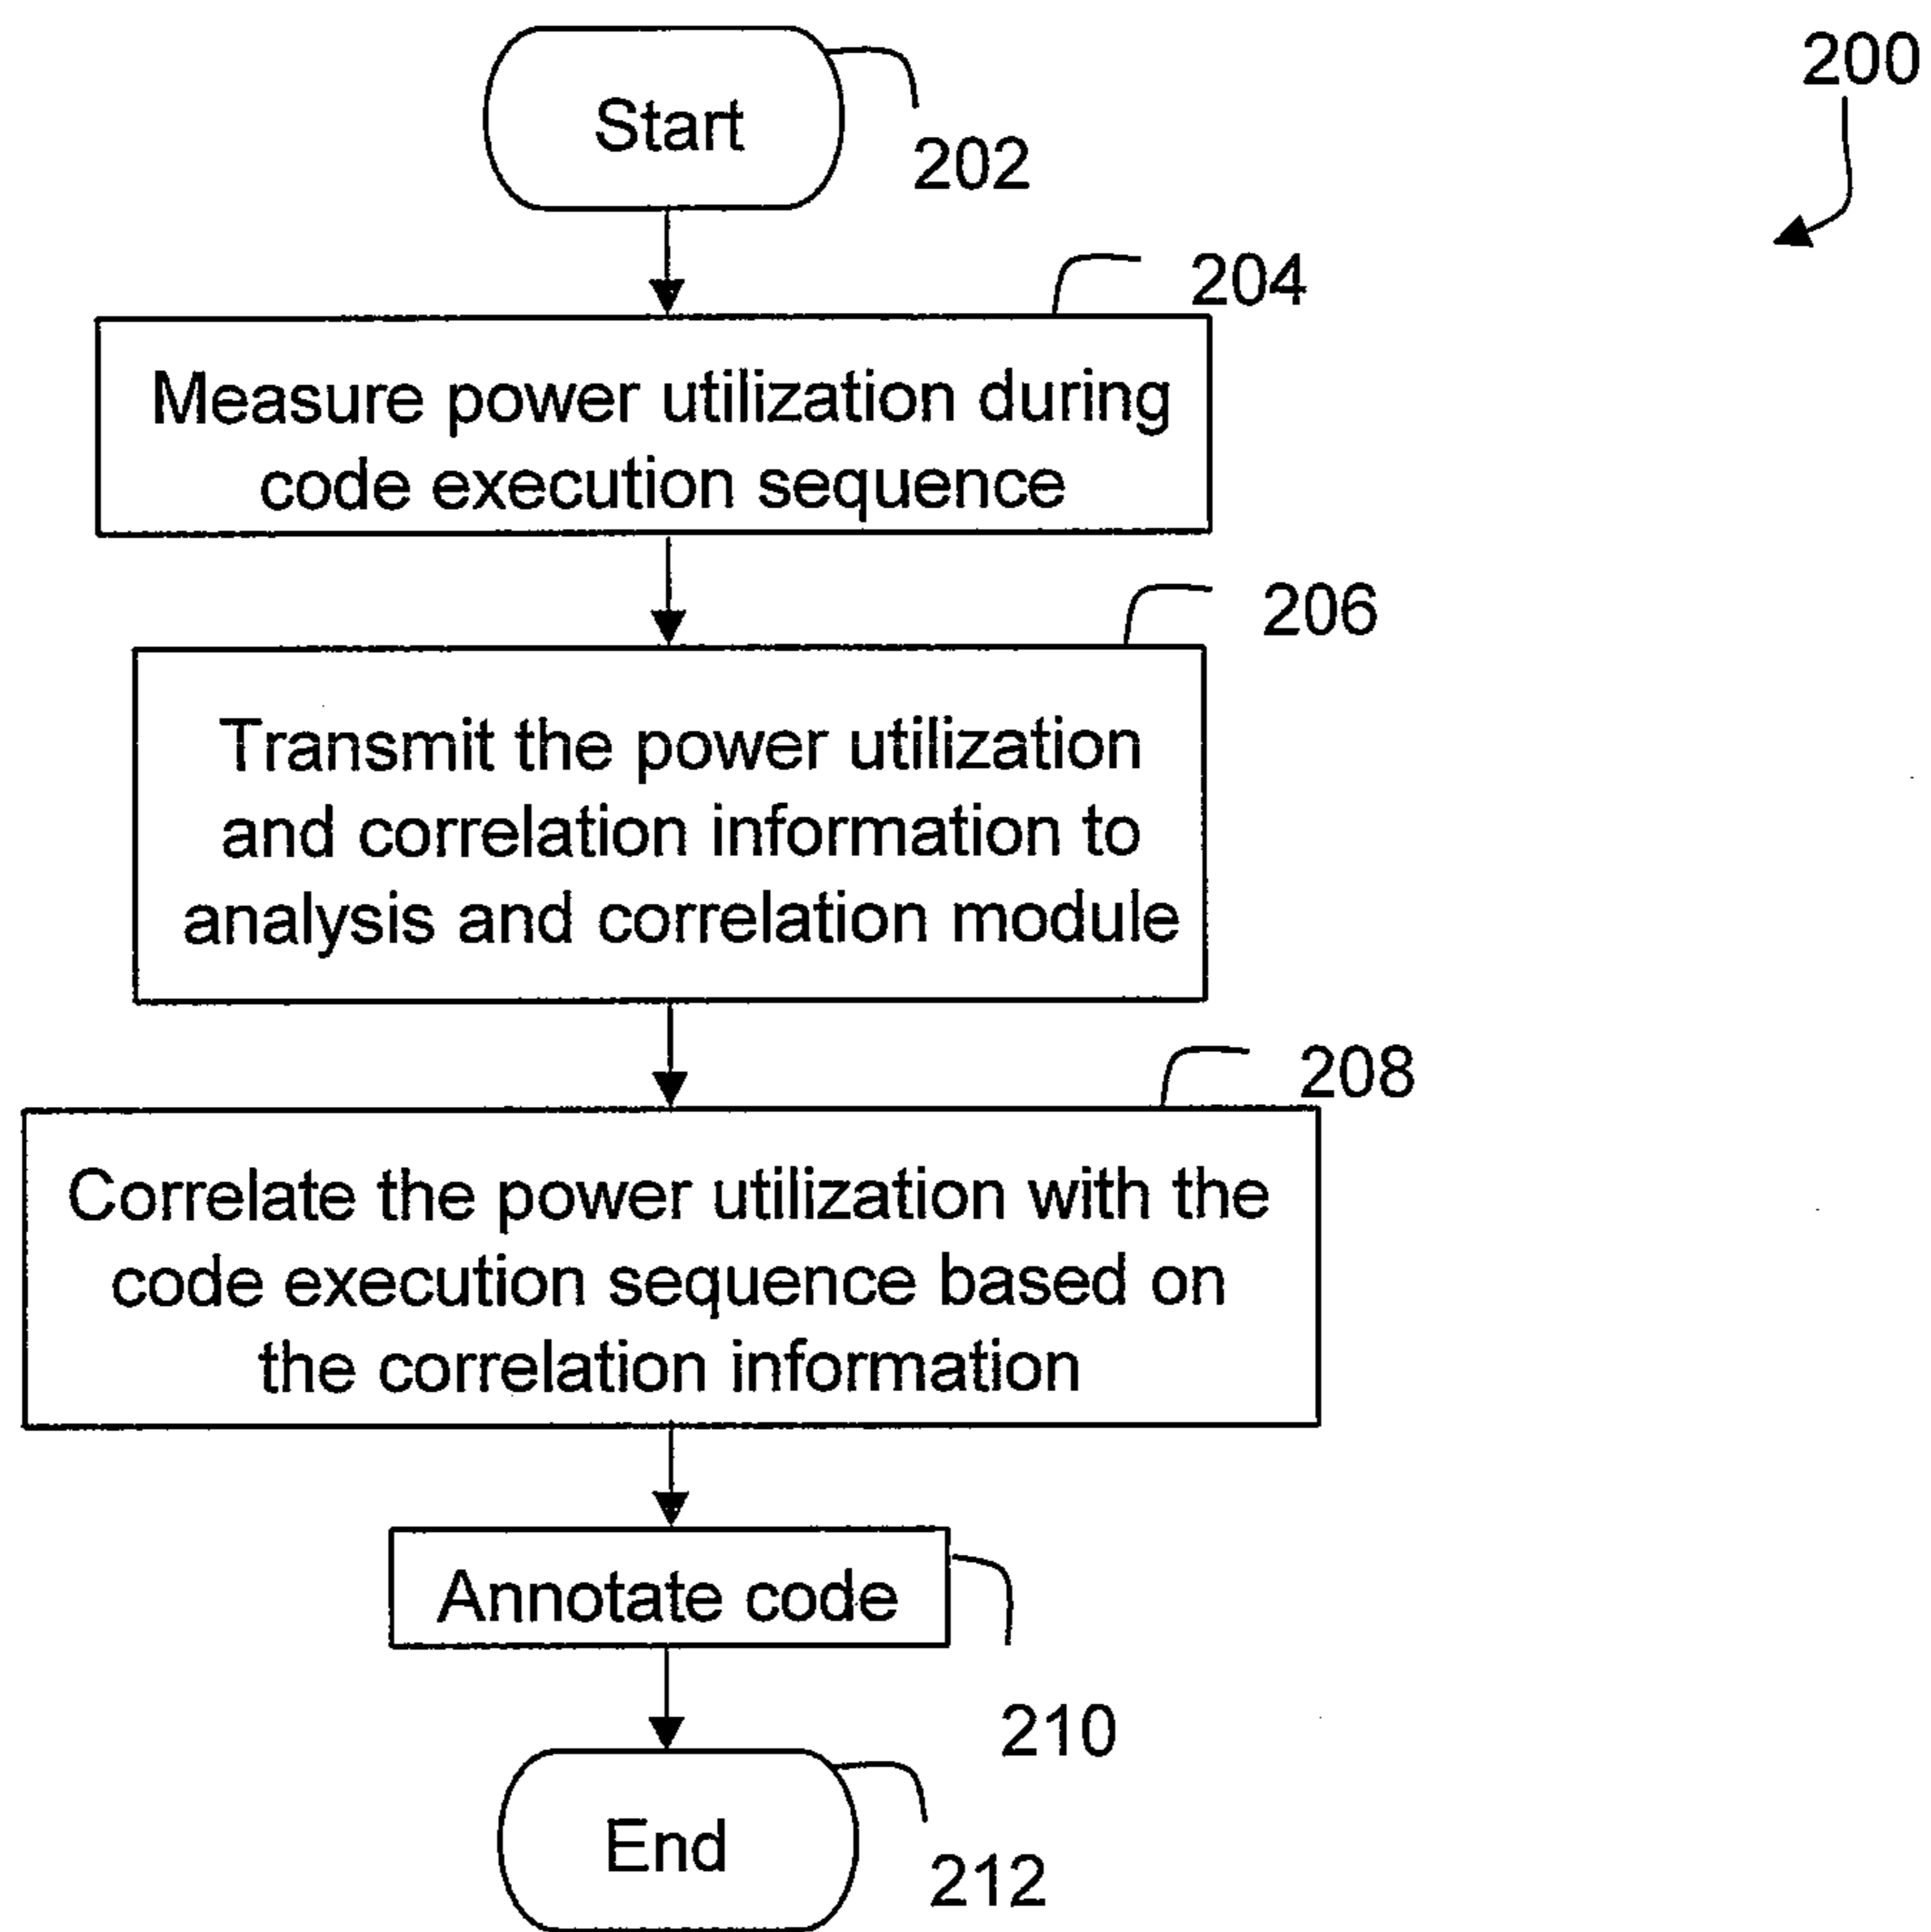 Start
202
200
204
Measure power utilization during
code execution sequence
206
Transmit the power utilization
and correlation information to
analysis and correlation module
208
Correlate the power utilization with the
code execution sequence based on
the correlation information
Annotate code
210
End
212